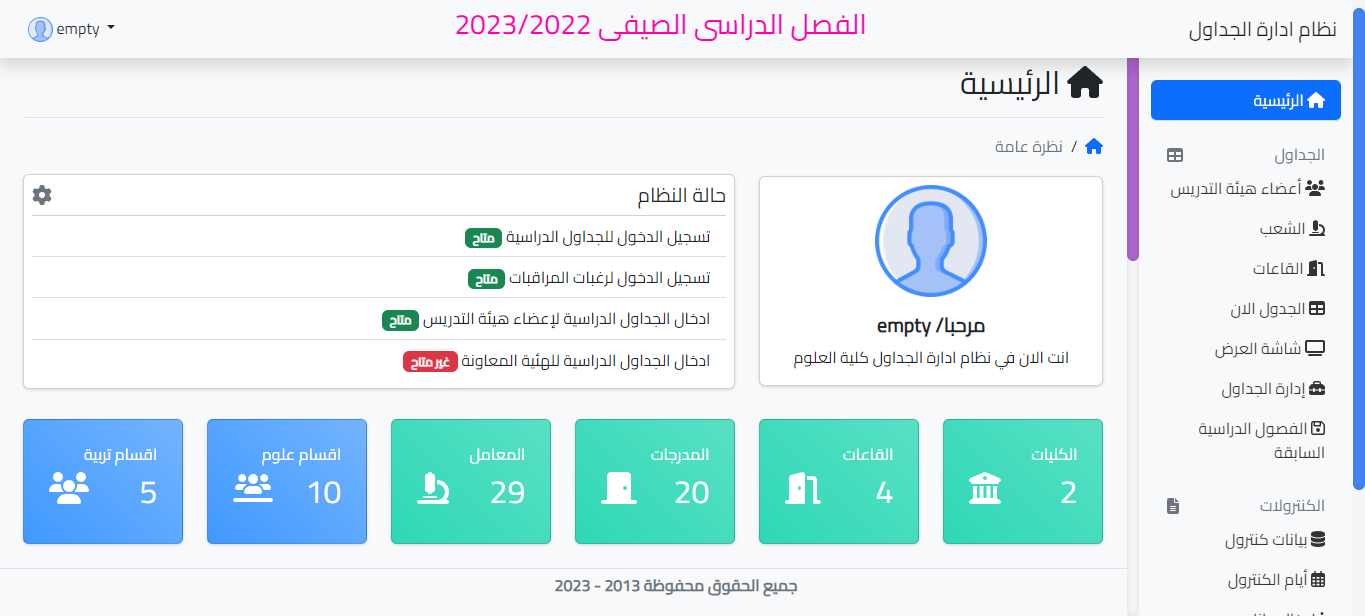 نظام ادارة الجداول
الفصل الدراسى الصيفى 2023/2022
empty
الرئيسية
الجداول
أعضاء هيئة التدريس
الشعب
القاعات
الجدول الان
شاشة العرض
إدارة الجداول
الفصول الدراسية
السابقة
الكنترولات
بيانات كنترول
أيام الكنترول
الرئيسية
/ نظرة عامة
مرحبا/ empty
انت الان في نظام ادارة الجداول كلية العلوم
حالة النظام
تسجيل الدخول للجداول الدراسية متاح
تسجيل الدخول لرغبات المراقبات متاح
ادخال الجداول الدراسية لإعضاء هيئة التدريس متاح
ادخال الجداول الدراسية للهئية المعاونة غير متاح
الكليات
2
القاعات
4
المدرجات
20
المعامل
29
اقسام علوم
10
اقسام تربية
5
جميع الحقوق محفوظة 2013 - 2023